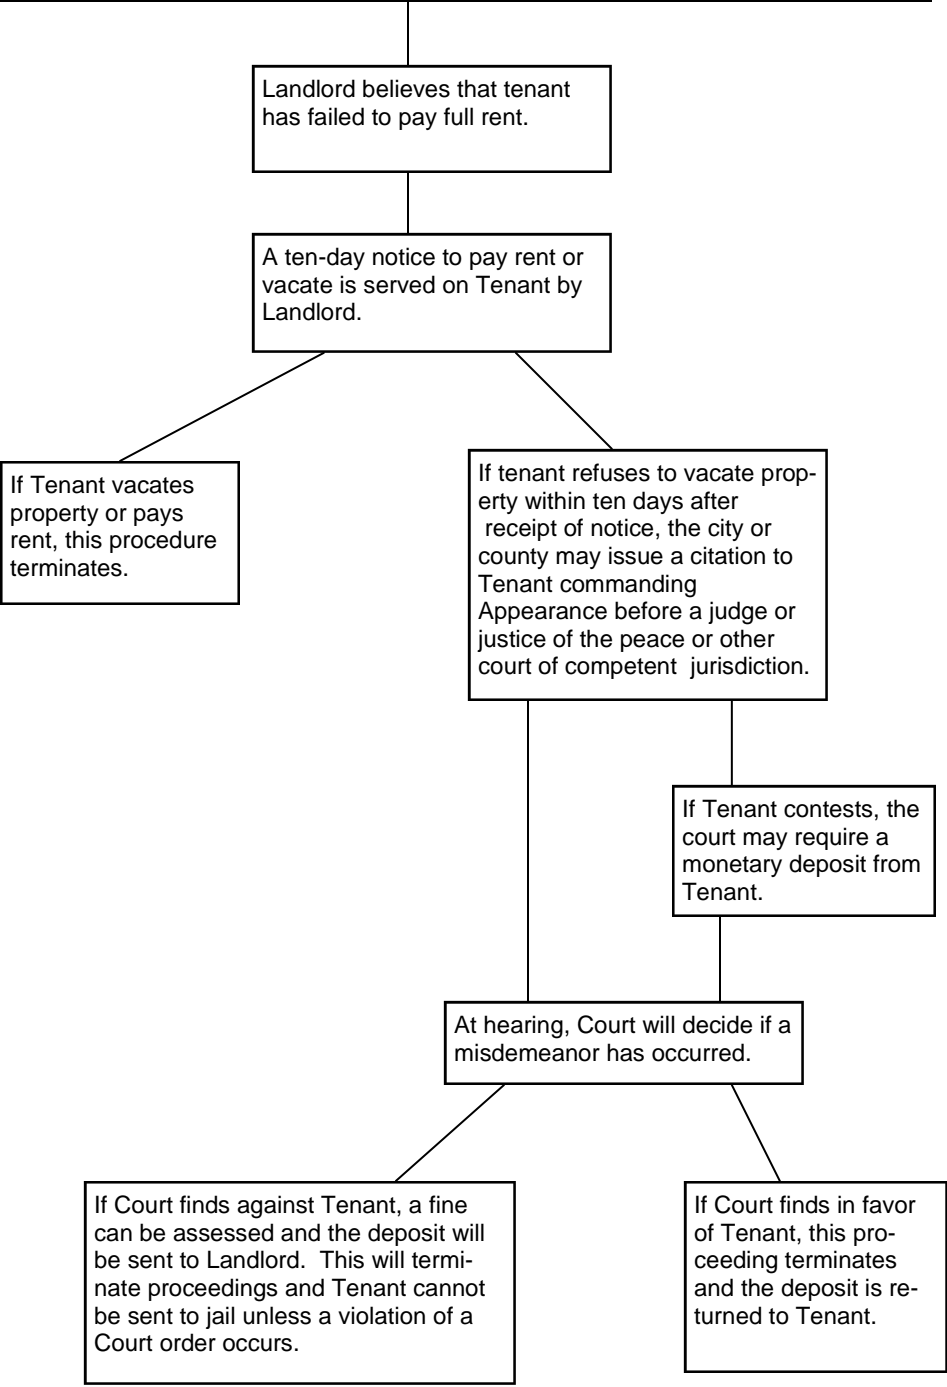 Landlord believes that tenant
has failed to pay full rent.
A ten-day notice to pay rent or
vacate is served on Tenant by
Landlord.
If Tenant vacates
property or pays
rent, this procedure
terminates.
If tenant refuses to vacate prop-
erty within ten days after
receipt of notice, the city or
county may issue a citation to
Tenant commanding
Appearance before a judge or
justice of the peace or other
court of competent  jurisdiction.
If Tenant contests, the
court may require a
monetary deposit from
Tenant.
At hearing, Court will decide if a
misdemeanor has occurred.
If Court finds against Tenant, a fine
can be assessed and the deposit will
be sent to Landlord.  This will termi-
nate proceedings and Tenant cannot
be sent to jail unless a violation of a
Court order occurs.
If Court finds in favor
of Tenant, this pro-
ceeding terminates
and the deposit is re-
turned to Tenant.